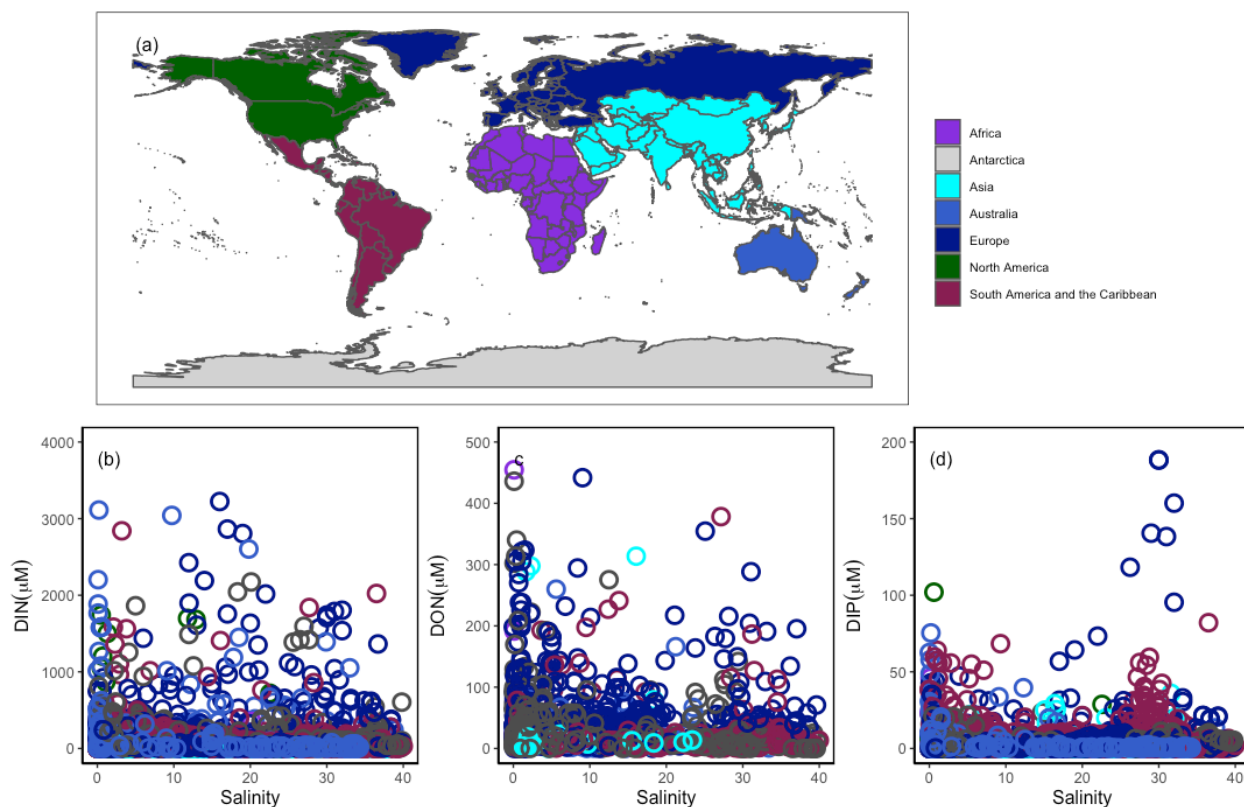 (a)
Africa
Antarctica
Asia
Australia
Europe
North America
South America and the Caribbean
(b)
4000
3000
2000
1000
0
DIN(μM)
0 10 20 30 40
Salinity
c
500
400
300
200
100
0
DON(μM)
0 10 20 30 40
Salinity
(d)
200
150
100
50
0
DIP(μM)
0 10 20 30 40
Salinity